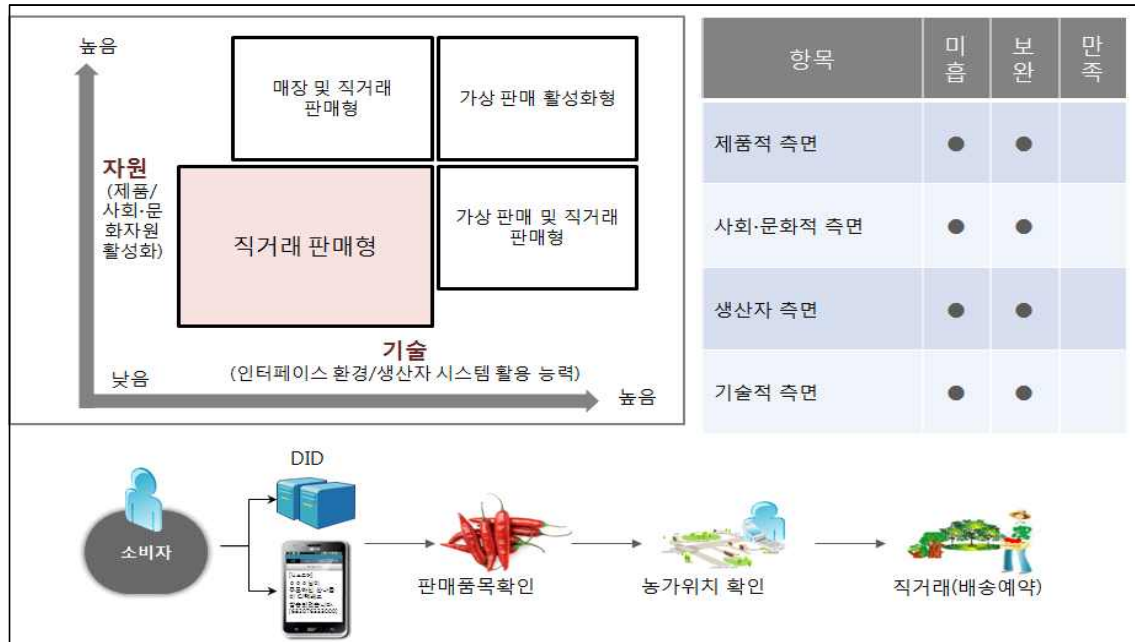 높음
매장 및 직거래
판매형
가상 판매 활성화형
자원
(제품/
사회·문
화자원
활성화)
직거래 판매형
가상 판매 및 직거래
판매형
기술
(인터페이스 환경/생산자 시스템 활용 능력)
낮음
높음
항목
미
흡
보
완
만
족
제품적 측면 ● ●
사회·문화적 측면 ● ●
생산자 측면 ● ●
기술적 측면 ● ●
DID
소비자
판매품목확인
농가위치 확인
직거래(배송예약)